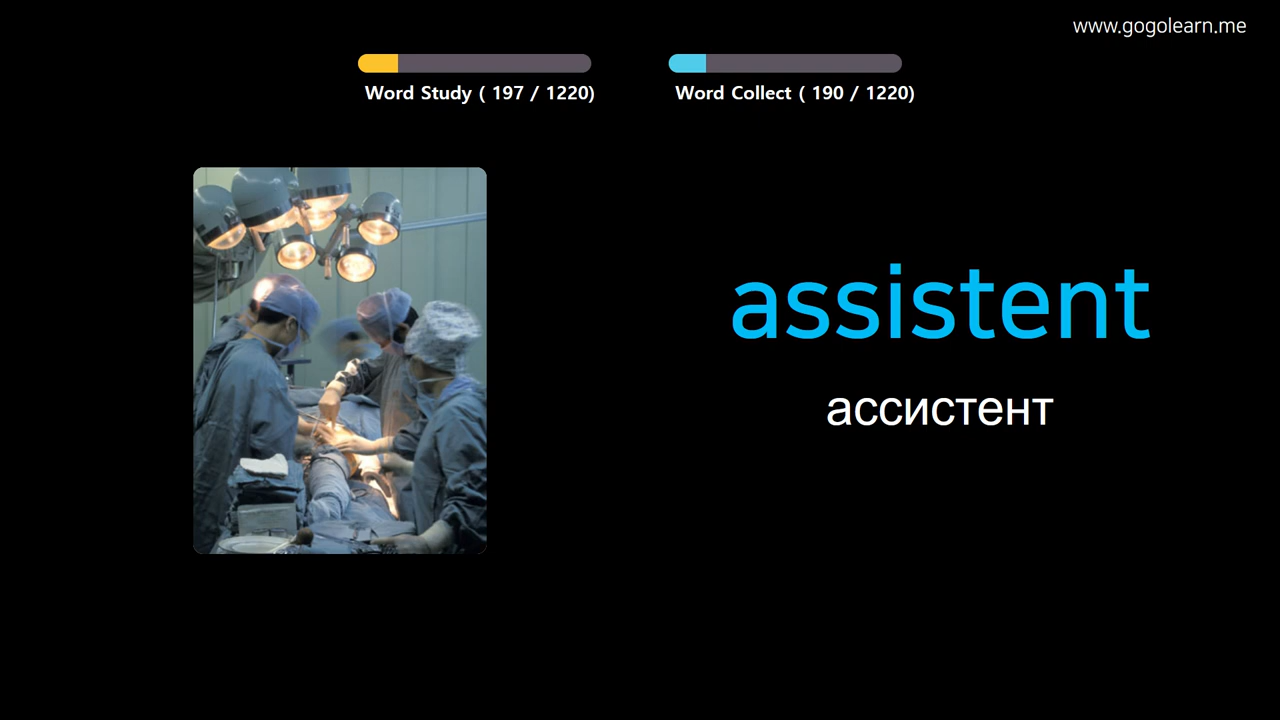 www.gogolearn.me
Word Study ( 197 / 1220)
Word Collect ( 190 / 1220)
assistent
ассистент